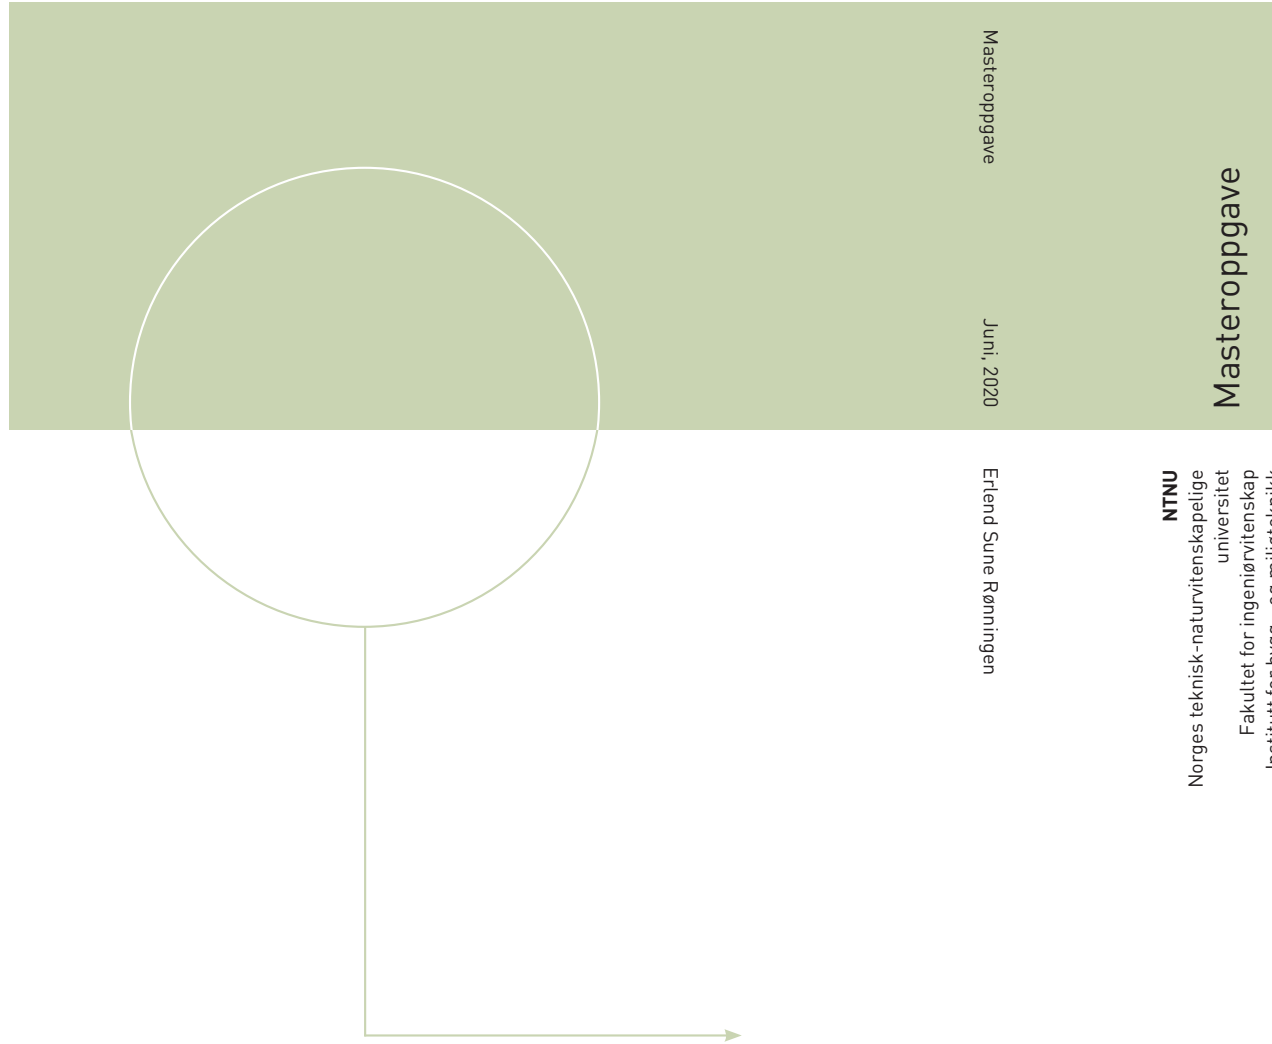 Masteroppgave
Juni, 2020
Erlend Sune Rønningen
Masteroppgave
NTNU
Norges teknisk-naturvitenskapelige
universitet
Fakultet for ingeniørvitenskap